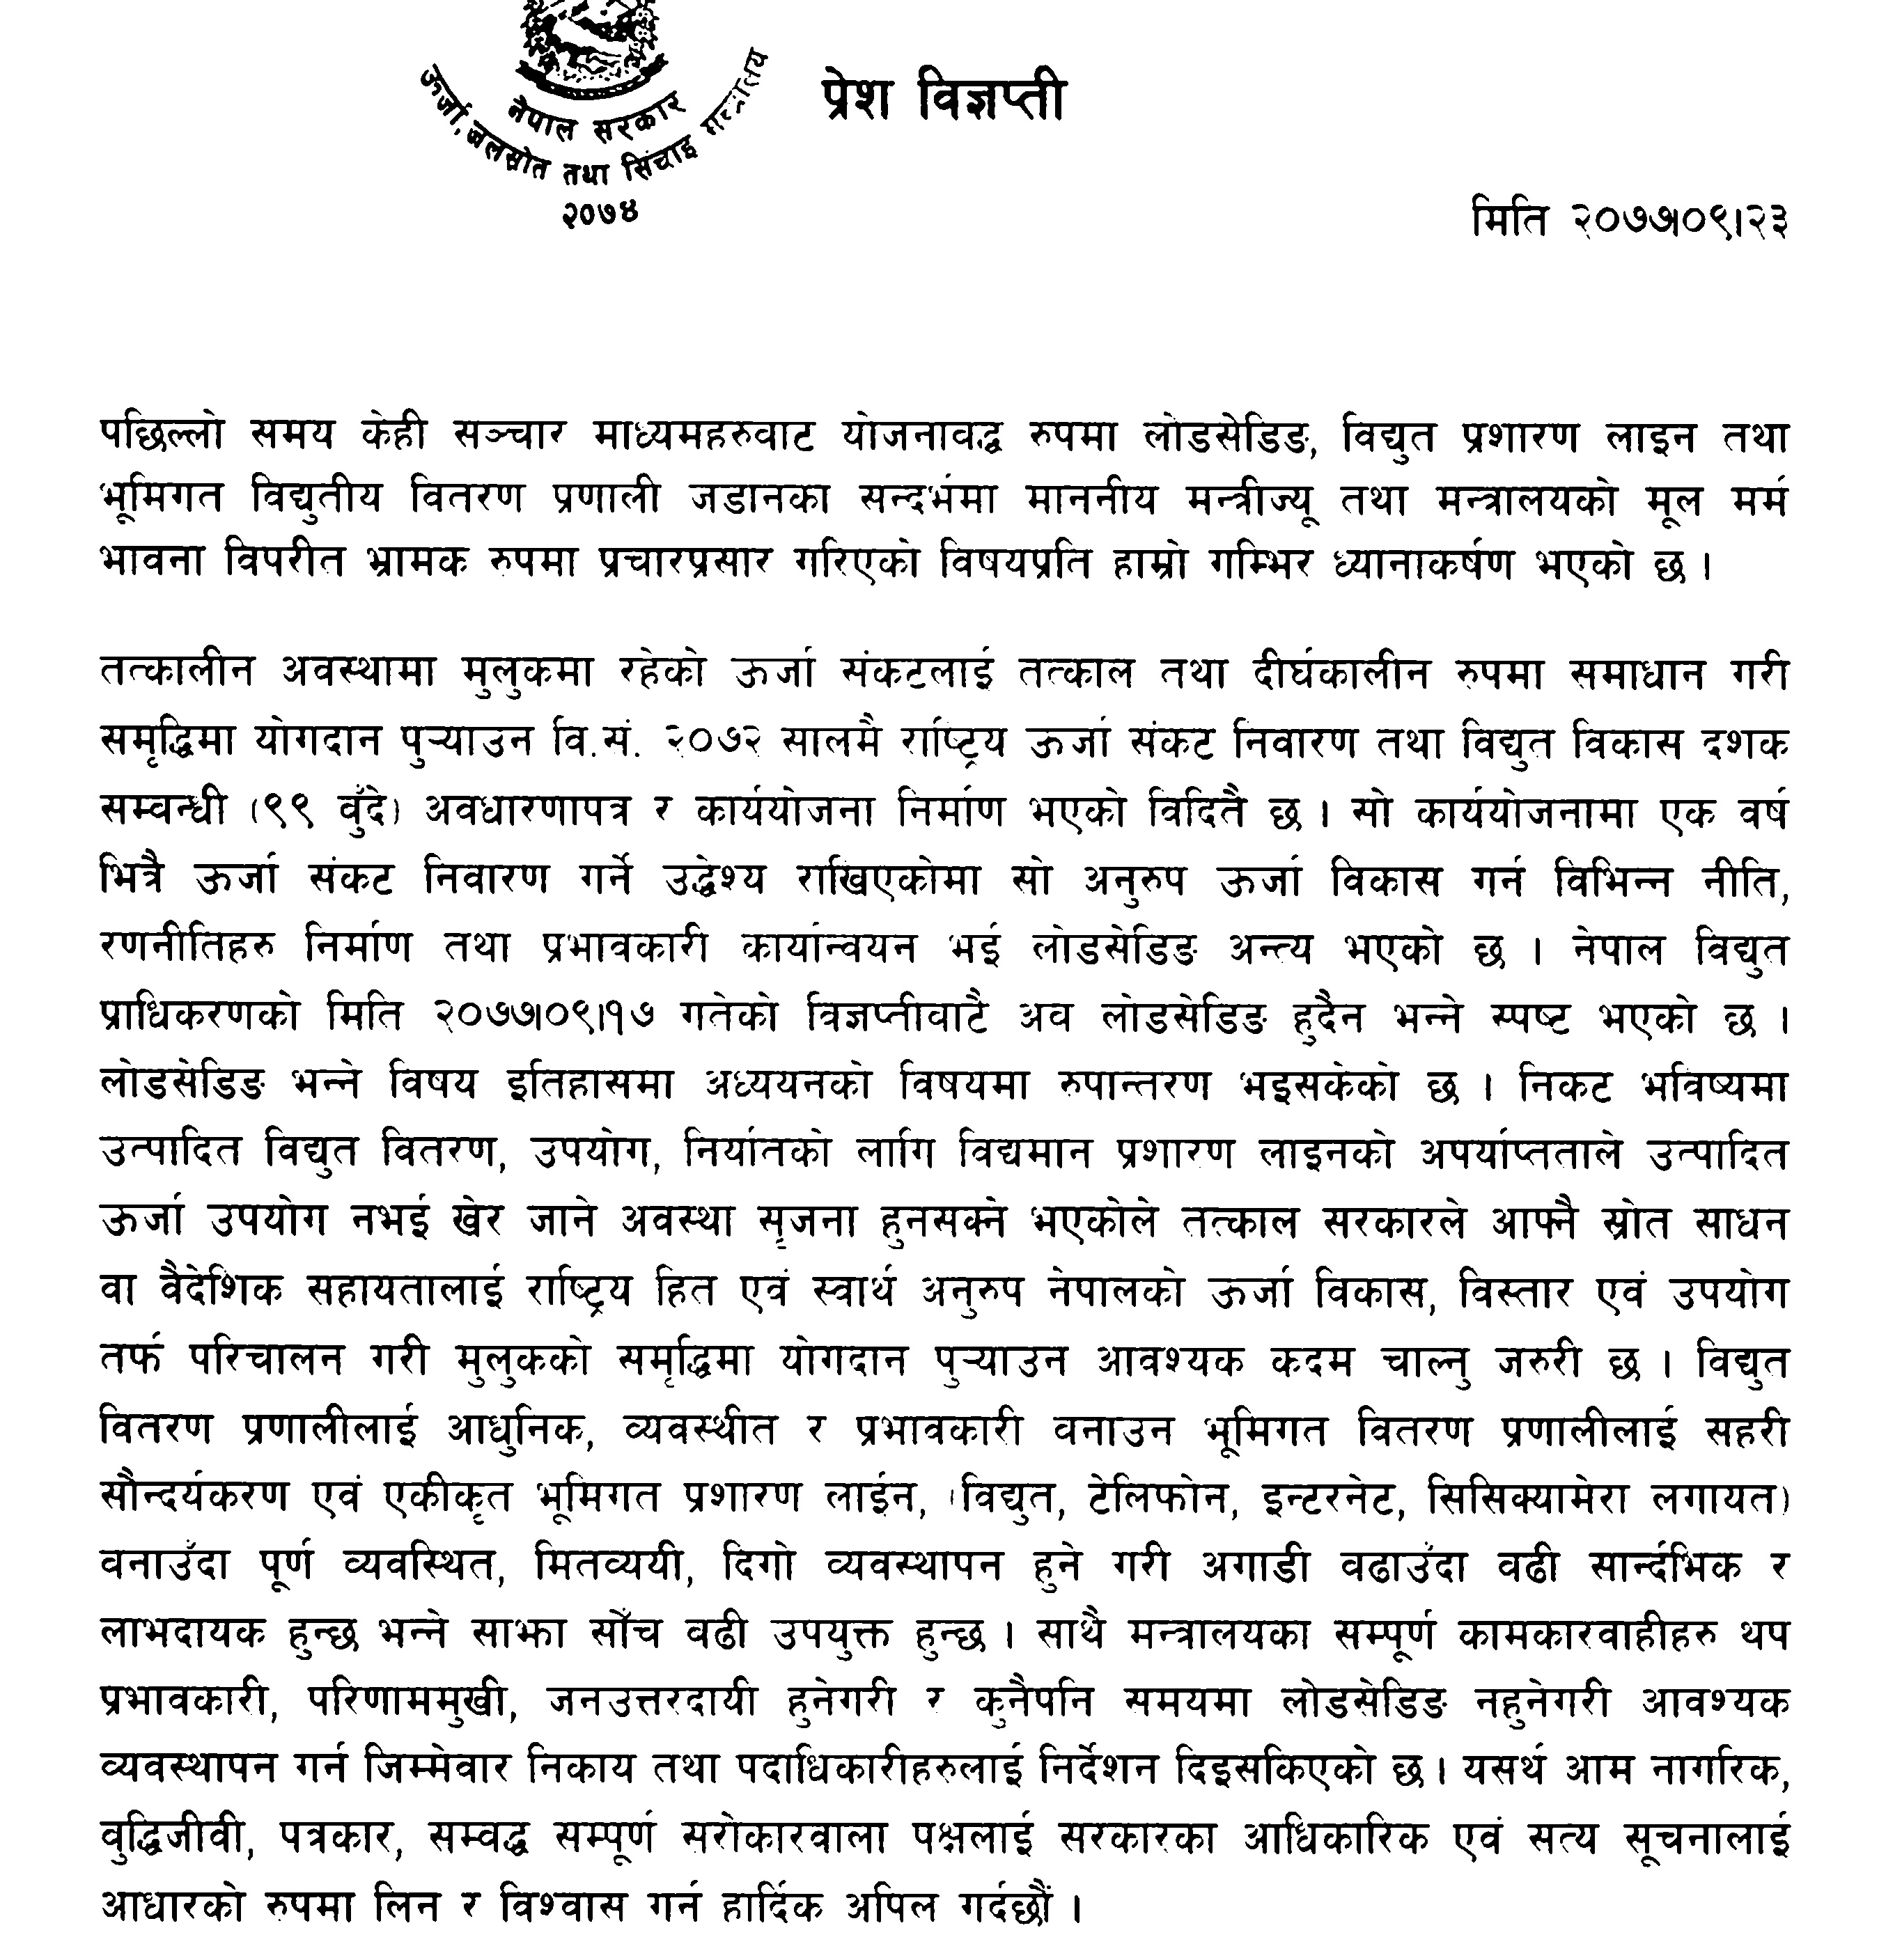 प्रेश विज्ञप्ती
नेपाल सरकार
ऊर्जा, जलस्रोत तथा सिंचाइ मन्त्रालय
२०७४
मिति २०७७।०९।२३
पछिल्लो समय केही सञ्चार माध्यमहरुवाट योजनावद्ध रुपमा लोडसेडिङ, विद्युत प्रशारण लाइन तथा
भूमिगत विद्युतीय वितरण प्रणाली जडानका सन्दर्भमा माननीय मन्त्रीज्यू तथा मन्त्रालयको मूल मर्म
भावना विपरीत भ्रामक रुपमा प्रचारप्रसार गरिएको विषयप्रति हाम्रो गम्भिर ध्यानाकर्षण भएको छ ।
तत्कालीन अवस्थामा मुलुकमा रहेको ऊर्जा संकटलाई तत्काल तथा दीर्घकालीन रुपमा समाधान गरी
समृद्धिमा योगदान पुऱ्याउन वि.सं. २०७२ सालमै राष्ट्रिय ऊर्जा संकट निवारण तथा विद्युत विकास दशक
सम्वन्धी (९९ वुँदे) अवधारणापत्र र कार्ययोजना निर्माण भएको विदितै छ । सो कार्ययोजनामा एक वर्ष
भित्रै ऊर्जा संकट निवारण गर्ने उद्धेश्य राखिएकोमा सो अनुरुप ऊर्जा विकास गर्न विभिन्न नीति,
रणनीतिहरु निर्माण तथा प्रभावकारी कार्यान्वयन भई लोडसेडिङ अन्त्य भएको छ । नेपाल विद्युत
प्राधिकरणको मिति २०७७।०९।१७ गतेको विज्ञप्तीवाटै अव लोडसेडिङ हुदैन भन्ने स्पष्ट भएको छ ।
लोडसेडिङ भन्ने विषय इतिहासमा अध्ययनको विषयमा रुपान्तरण भइसकेको छ । निकट भविष्यमा
उत्पादित विद्युत वितरण, उपयोग, निर्यातको लागि विद्यमान प्रशारण लाइनको अपर्याप्तताले उत्पादित
ऊर्जा उपयोग नभई खेर जाने अवस्था सृजना हुनसक्ने भएकोले तत्काल सरकारले आफ्नै स्रोत साधन
वा वैदेशिक सहायतालाई राष्ट्रिय हित एवं स्वार्थ अनुरुप नेपालको ऊर्जा विकास, विस्तार एवं उपयोग
तर्फ परिचालन गरी मुलुकको समृद्धिमा योगदान पुऱ्याउन आवश्यक कदम चाल्नु जरुरी छ । विद्युत
वितरण प्रणालीलाई आधुनिक, व्यवस्थीत र प्रभावकारी वनाउन भूमिगत वितरण प्रणालीलाई सहरी
सौन्दर्यकरण एवं एकीकृत भूमिगत प्रशारण लाईन, (विद्युत, टेलिफोन, इन्टरनेट, सिसिक्यामेरा लगायत)
वनाउँदा पूर्ण व्यवस्थित, मितव्ययी, दिगो व्यवस्थापन हुने गरी अगाडी वढाउँदा वढी सार्न्दभिक र
लाभदायक हुन्छ भन्ने साझा सोँच वढी उपयुक्त हुन्छ । साथै मन्त्रालयका सम्पूर्ण कामकारवाहीहरु थप
प्रभावकारी, परिणाममुखी, जनउत्तरदायी हुनेगरी र कुनैपनि समयमा लोडसेडिङ नहुनेगरी आवश्यक
व्यवस्थापन गर्न जिम्मेवार निकाय तथा पदाधिकारीहरुलाई निर्देशन दिइसकिएको छ । यसर्थ आम नागरिक,
वुद्धिजीवी, पत्रकार, सम्वद्ध सम्पूर्ण सरोकारवाला पक्षलाई सरकारका आधिकारिक एवं सत्य सूचनालाई
आधारको रुपमा लिन र विश्वास गर्न हार्दिक अपिल गर्दछौं ।